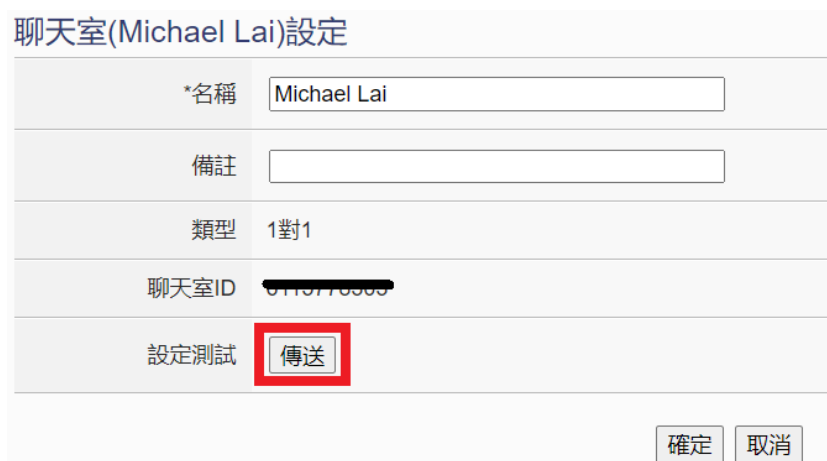 聊天室(Michael Lai)設定
*名稱 Michael Lai
備註
類型 1對1
聊天室ID
設定測試 傳送
確定 取消